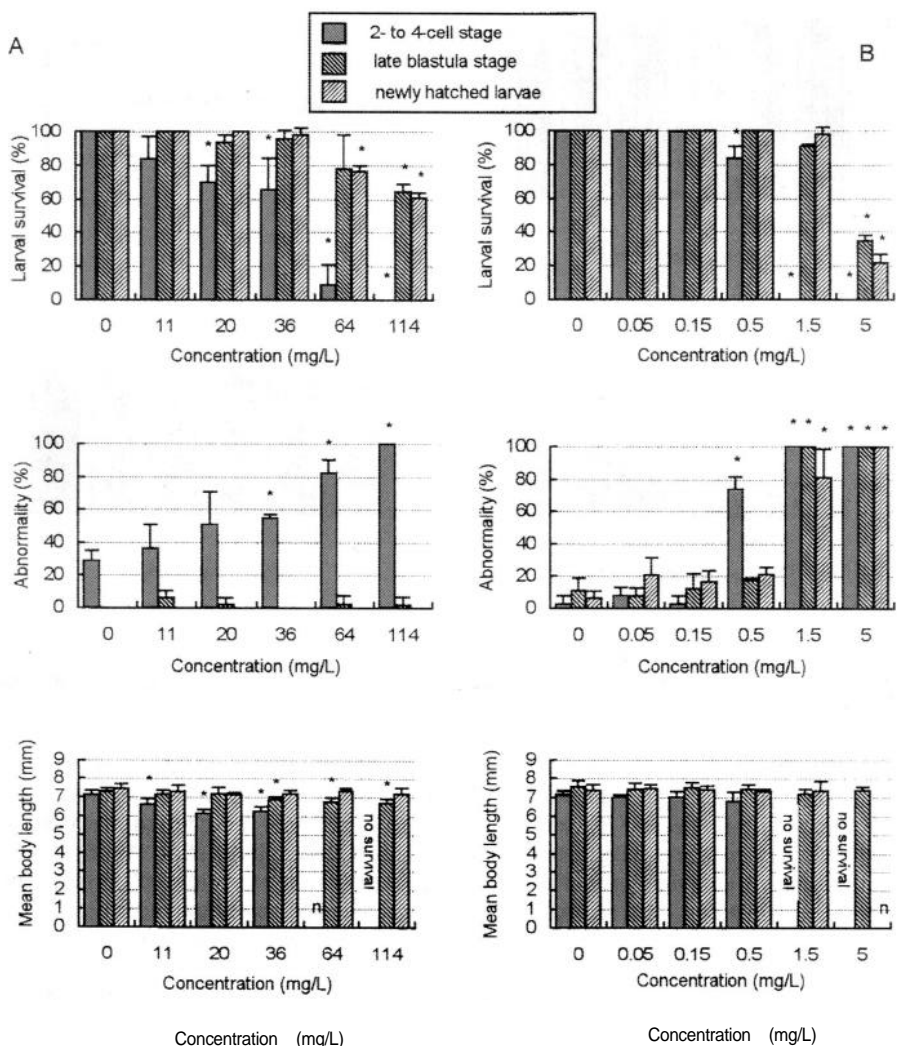 A
B
2- to 4-cell stage
late blastula stage
newly hatched larvae
Larval survival (%)
100
80
60
40
20
0
* * * * * *
0 11 20 36 64 114
Concentration (mg/L)
Larval survival (%)
100
80
60
40
20
0
* * * * *
0 0.05 0.15 0.5 1.5 5
Concentration (mg/L)
Abnormality (%)
100
80
60
40
20
0
* * *
0 11 20 36 64 114
Concentration (mg/L)
Abnormality (%)
100
80
60
40
20
0
* * * * * * *
0 0.05 0.15 0.5 1.5 5
Concentration (mg/L)
Mean body length (mm)
9
8
7
6
5
4
3
2
1
0
* * * * * *
n
no survival
0 11 20 36 64 114
Concentration (mg/L)
Mean body length (mm)
9
8
7
6
5
4
3
2
1
0
no survival
no survival
n
0 0.05 0.15 0.5 1.5 5
Concentration (mg/L)
Concentration (mg/L)
Concentration (mg/L)